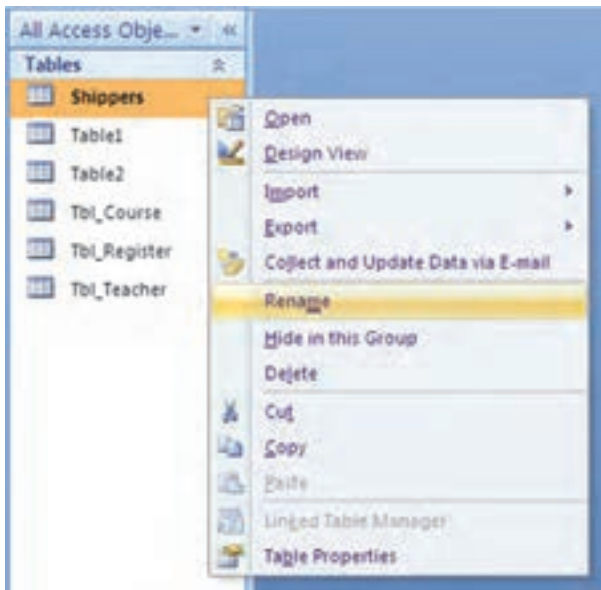 All Access Obje...
Tables
Shippers
Table1
Table2
Tbl_Course
Tbl_Register
Tbl_Teacher
Open
Design View
Import
Export
Collect and Update Data via E-mail
Rename
Hide in this Group
Delete
Cut
Copy
Paste
Linked Table Manager
Table Properties